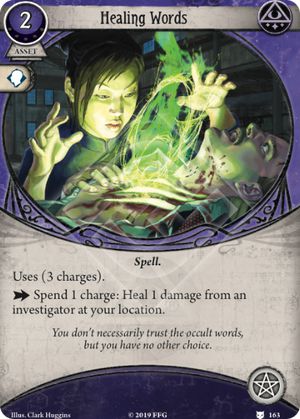 2
Healing Words
ASSET
Spell.
Uses (3 charges).
Spend 1 charge: Heal 1 damage from an
investigator at your location.
You don't necessarily trust the occult words,
but you have no other choice.
Illus. Clark Huggins
© 2019 FFG
163